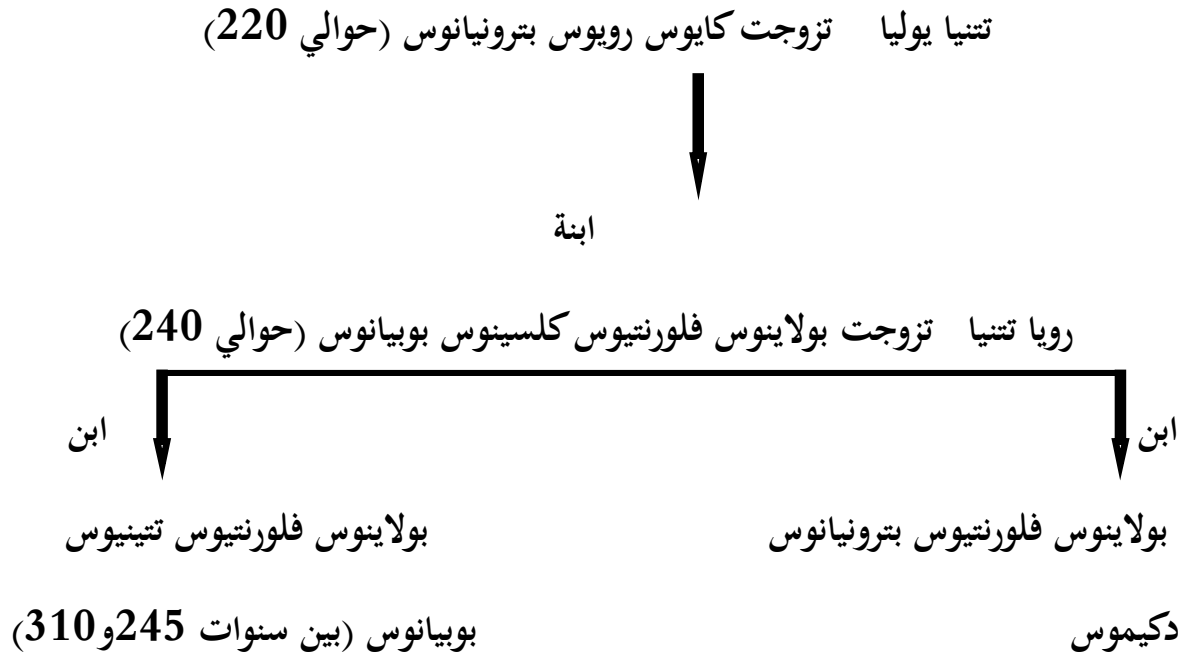 تتنيا يوليا تزوجت كايوس رويوس بترونيانوس (حوالي 220)
ابنة
رويا تتنيا تزوجت بولاينوس فلورنتيوس كلسينوس بوبيانوس (حوالي 240)
ابن ابن
بولاينوس فلورنتيوس بترونيانوس بولاينوس فلورنتيوس تتينيوس
دكيموس بوبيانوس (بين سنوات 245و310)